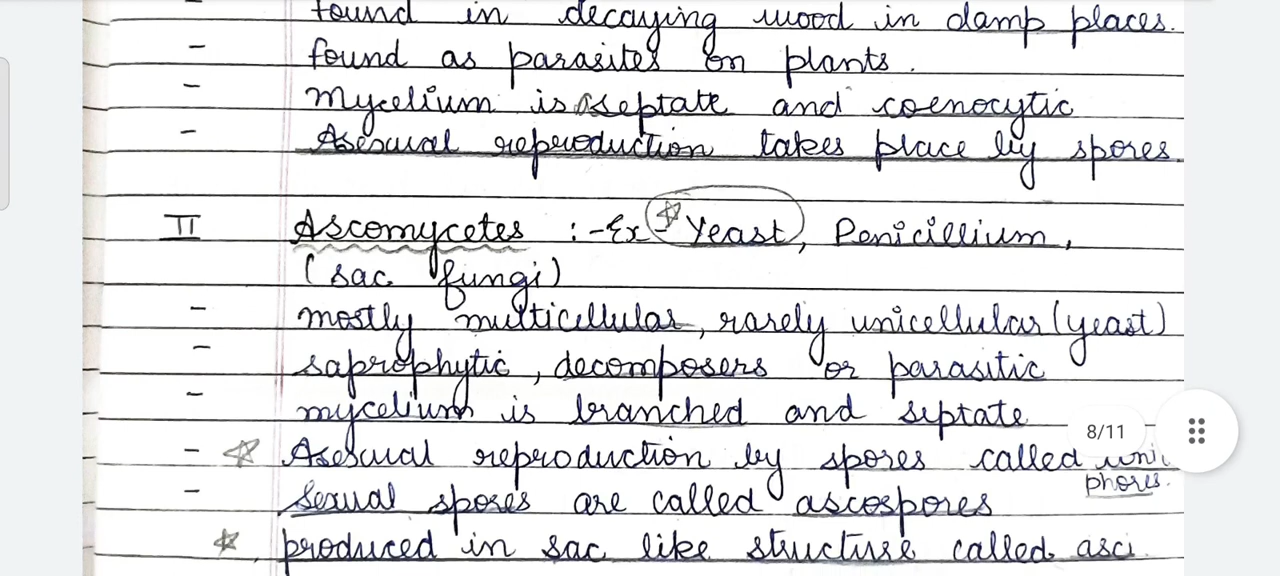 found in decaying wood in damp places.
- found as parasites on plants.
- Mycelium is aseptate and coenocytic
- Asexual reproduction takes place by spores
II Ascomycetes :- Ex - Yeast, Penicillium,
(sac fungi)
- mostly multicellular, rarely unicellular (yeast)
- saprophytic, decomposers or parasitic
- mycelium is branched and septate
- Asexual reproduction by spores called
phores.
- Sexual spores are called ascospores
produced in sac like structure called asci
8/11